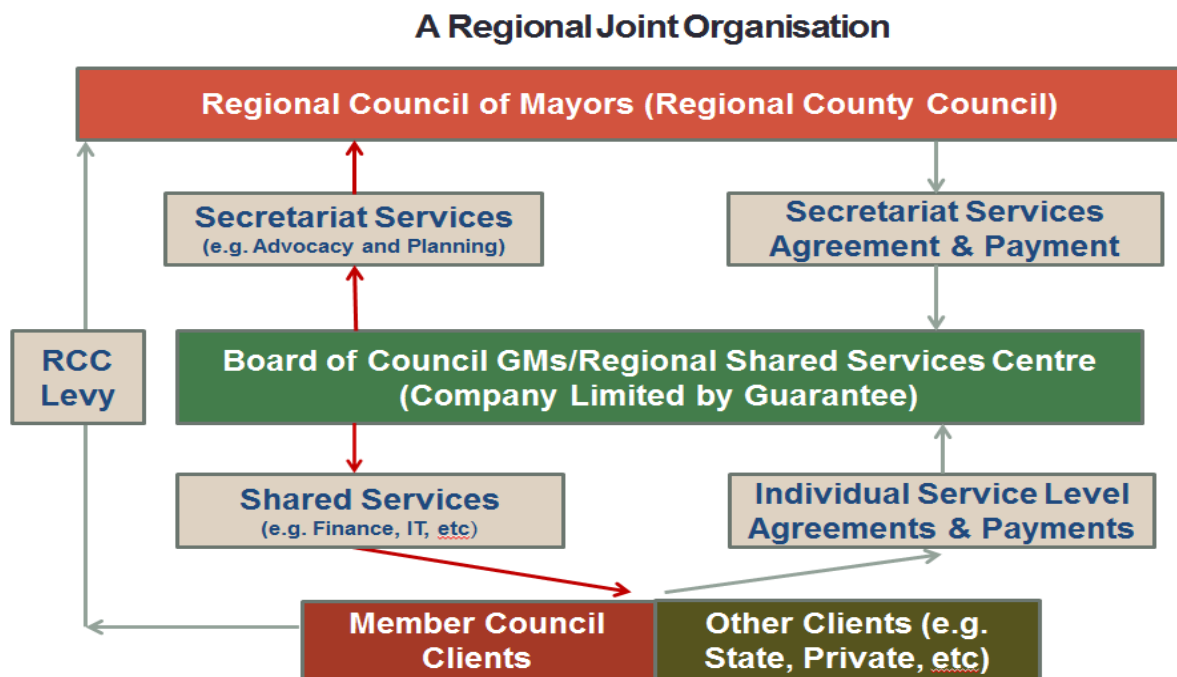 A Regional Joint Organisation
Regional Council of Mayors (Regional County Council)
Secretariat Services
(e.g. Advocacy and Planning)
Secretariat Services
Agreement & Payment
RCC
Levy
Board of Council GMs/Regional Shared Services Centre
(Company Limited by Guarantee)
Shared Services
(e.g. Finance, IT, etc)
Individual Service Level
Agreements & Payments
Member Council
Clients
Other Clients (e.g.
State, Private, etc)